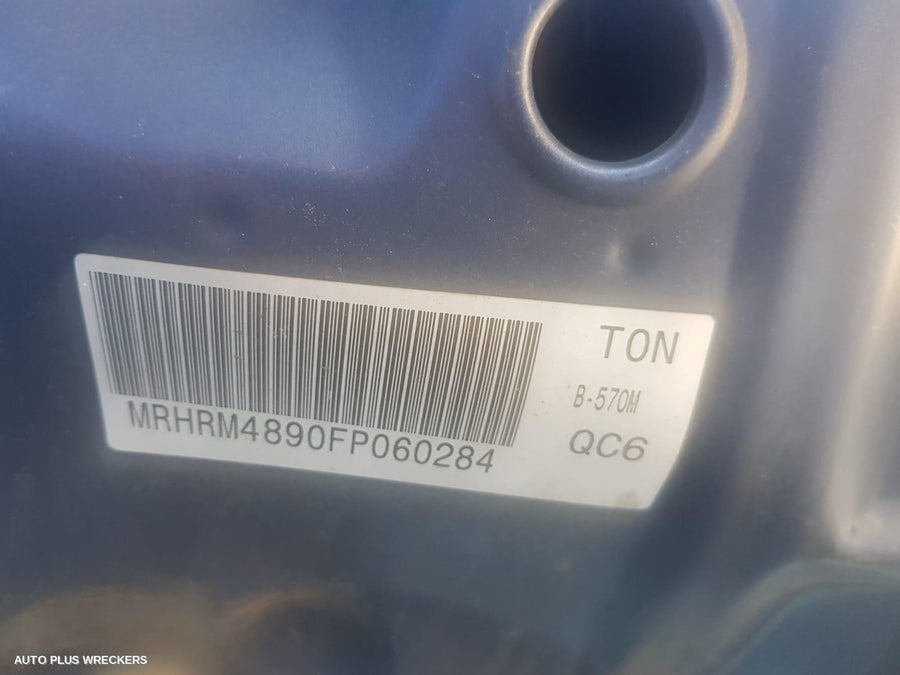 TON
B-570M
QC6
MRHRM4890FP060284
AUTO PLUS WRECKERS